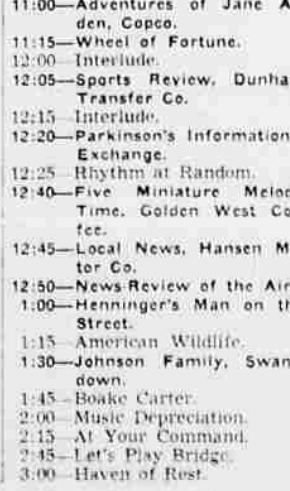 11:00—Adventures of Jane A
den, Copco.
11:15—Wheel of Fortune.
12:00—Interlude.
12:05—Sports Review, Dunha
Transfer Co.
12:15—Interlude.
12:20—Parkinson's Information
Exchange.
12:25—Rhythm at Random.
12:40—Five Miniature Meloc
Time, Golden West Co
fee.
12:45—Local News, Hansen M
tor Co.
12:50—News-Review of the Air
1:00—Henninger's Man on th
Street.
1:15—American Wildlife.
1:30—Johnson Family, Swan
down.
1:45—Boake Carter.
2:00—Music Depreciation.
2:15—At Your Command.
2:45—Let's Play Bridge.
3:00—Haven of Rest.